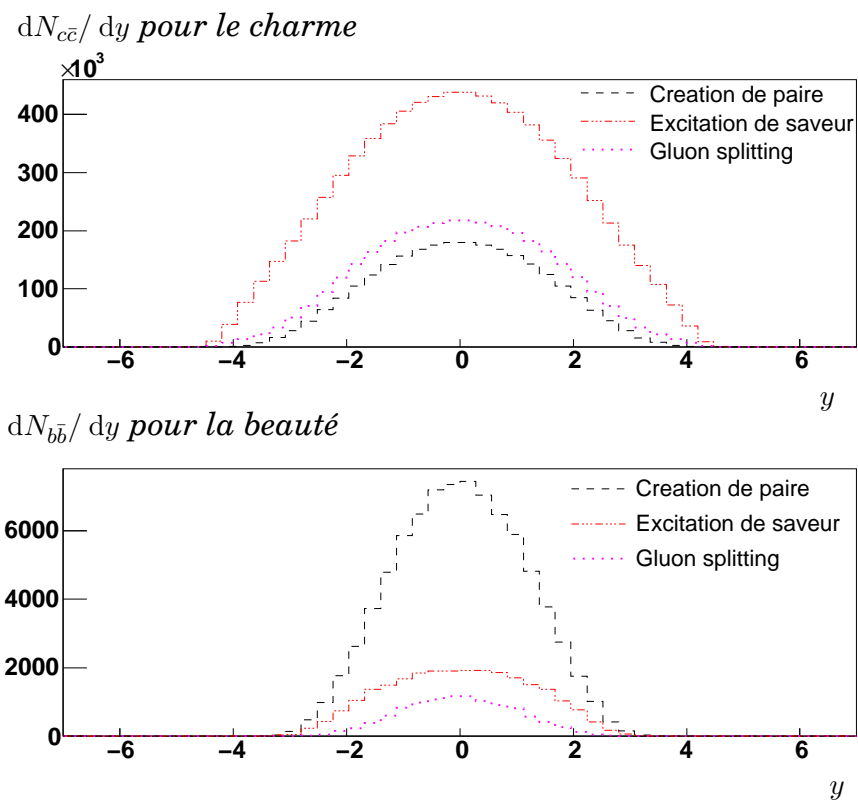 dN_{cc̄}/ dy pour le charme
×10³
Creation de paire
Excitation de saveur
Gluon splitting
400
300
200
100
0
−6 −4 −2 0 2 4 6
y
dN_{bb̄}/ dy pour la beauté
Creation de paire
Excitation de saveur
Gluon splitting
6000
4000
2000
0
−6 −4 −2 0 2 4 6
y